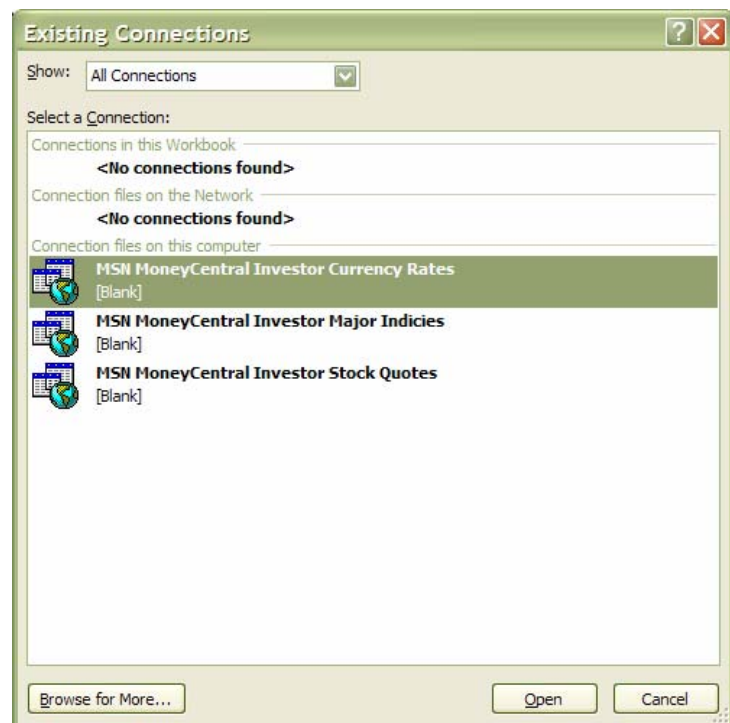 Existing Connections
Show: All Connections
Select a Connection:
Connections in this Workbook
<No connections found>
Connection files on the Network
<No connections found>
Connection files on this computer
MSN MoneyCentral Investor Currency Rates
[Blank]
MSN MoneyCentral Investor Major Indicies
[Blank]
MSN MoneyCentral Investor Stock Quotes
[Blank]
Browse for More... Open Cancel